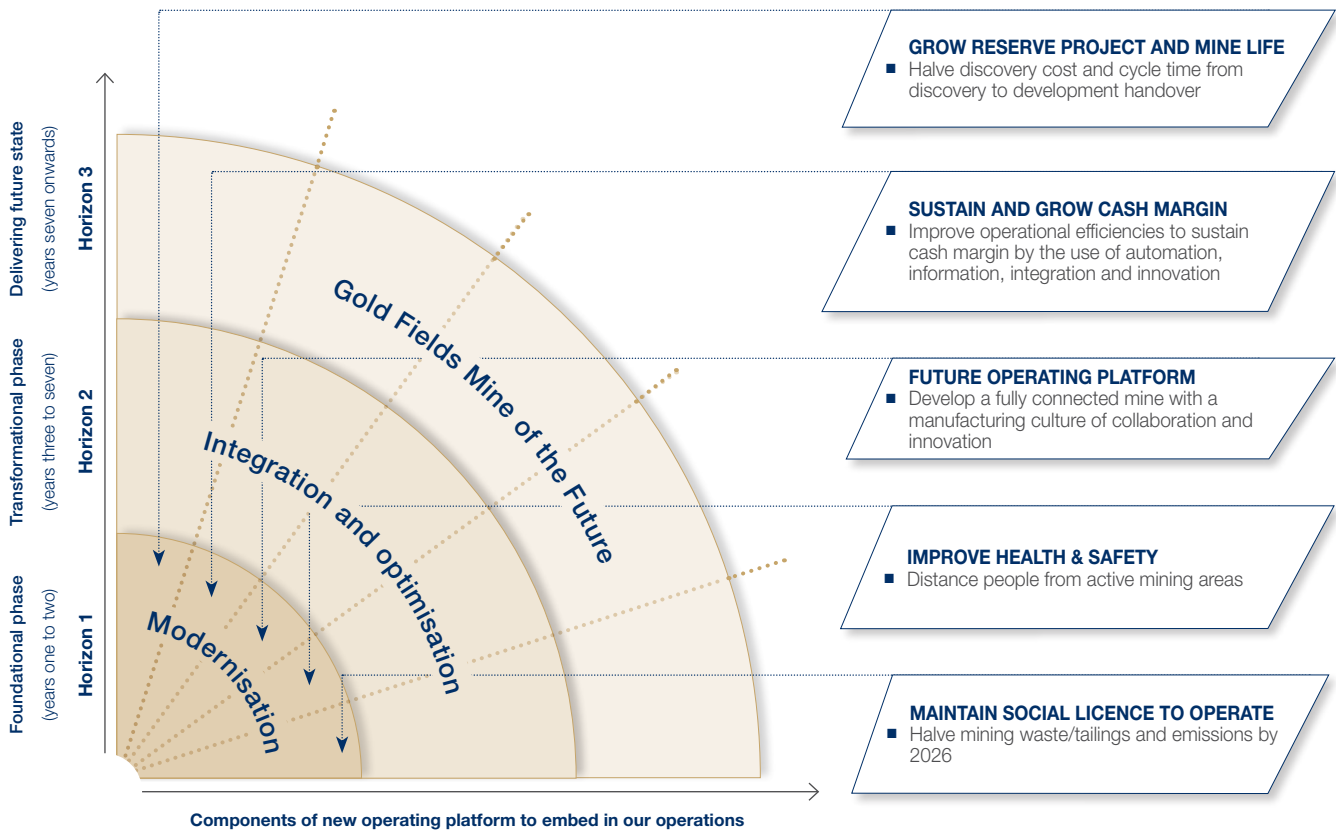 Delivering future state
(years seven onwards)
Horizon 3
Transformational phase
(years three to seven)
Horizon 2
Foundational phase
(years one to two)
Horizon 1
Gold Fields Mine of the Future
Integration and optimisation
Modernisation
Components of new operating platform to embed in our operations
GROW RESERVE PROJECT AND MINE LIFE
■ Halve discovery cost and cycle time from
discovery to development handover
SUSTAIN AND GROW CASH MARGIN
■ Improve operational efficiencies to sustain
cash margin by the use of automation,
information, integration and innovation
FUTURE OPERATING PLATFORM
■ Develop a fully connected mine with a
manufacturing culture of collaboration and
innovation
IMPROVE HEALTH & SAFETY
■ Distance people from active mining areas
MAINTAIN SOCIAL LICENCE TO OPERATE
■ Halve mining waste/tailings and emissions by
2026